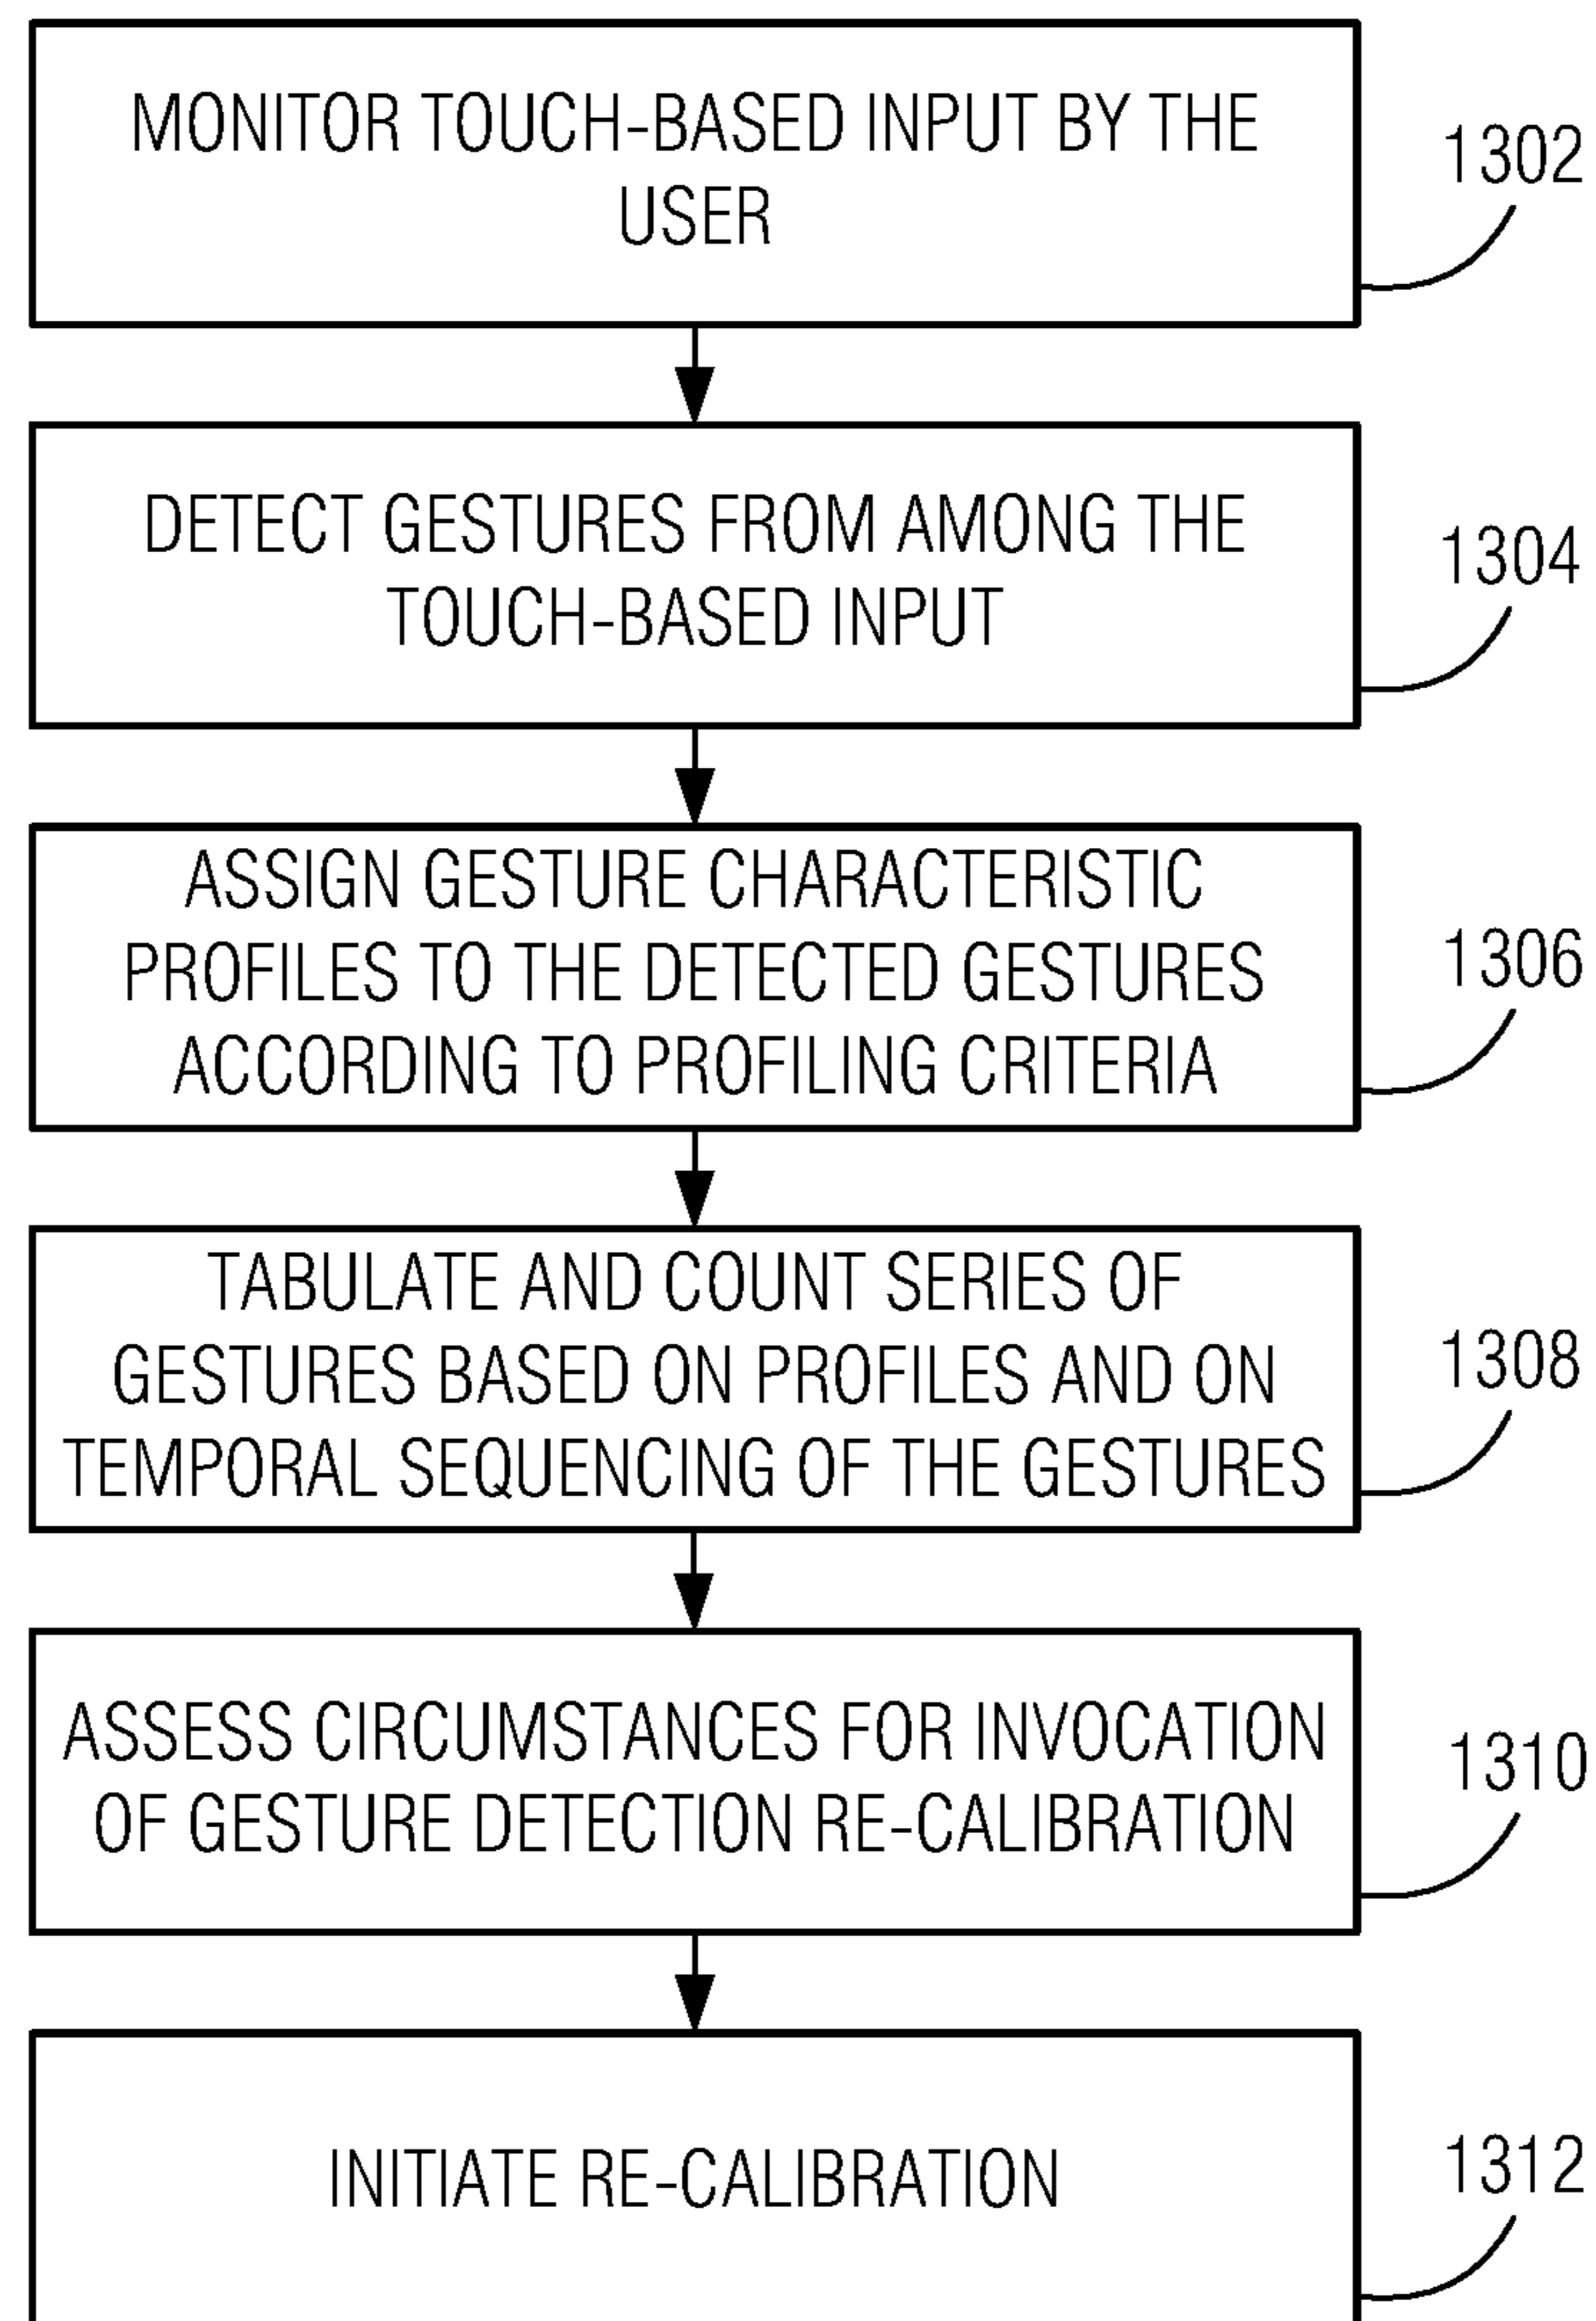 MONITOR TOUCH-BASED INPUT BY THE
USER
1302
DETECT GESTURES FROM AMONG THE
TOUCH-BASED INPUT
1304
ASSIGN GESTURE CHARACTERISTIC
PROFILES TO THE DETECTED GESTURES
ACCORDING TO PROFILING CRITERIA
1306
TABULATE AND COUNT SERIES OF
GESTURES BASED ON PROFILES AND ON
TEMPORAL SEQUENCING OF THE GESTURES
1308
ASSESS CIRCUMSTANCES FOR INVOCATION
OF GESTURE DETECTION RE-CALIBRATION
1310
INITIATE RE-CALIBRATION
1312